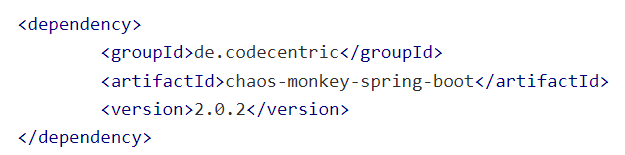 <dependency>
<groupId>de.codecentric</groupId>
<artifactId>chaos-monkey-spring-boot</artifactId>
<version>2.0.2</version>
</dependency>